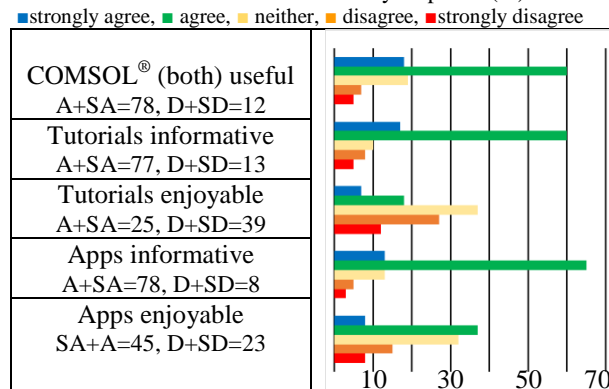 ■strongly agree, ■agree, ■neither, ■disagree, ■strongly disagree
COMSOL® (both) useful
A+SA=78, D+SD=12
Tutorials informative
A+SA=77, D+SD=13
Tutorials enjoyable
A+SA=25, D+SD=39
Apps informative
A+SA=78, D+SD=8
Apps enjoyable
SA+A=45, D+SD=23
10 30 50 70